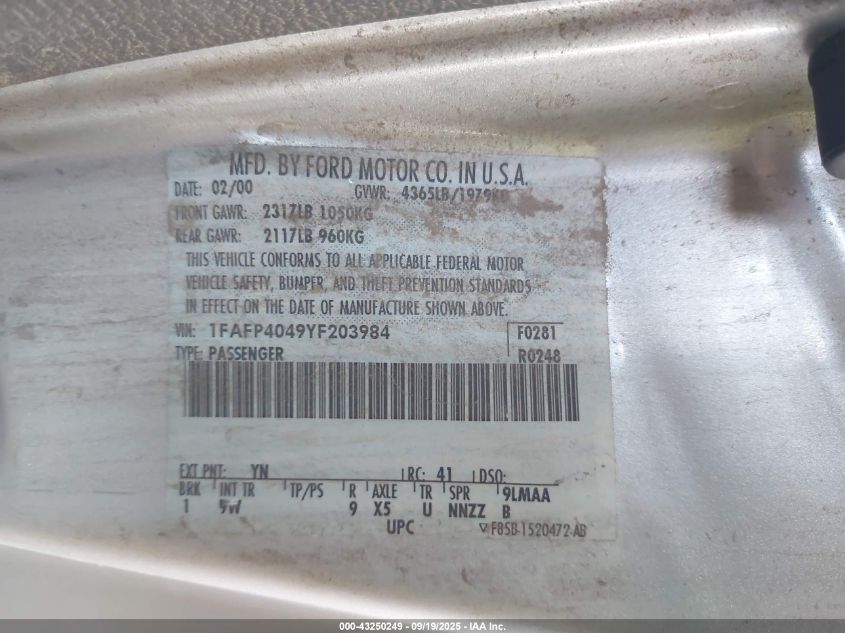 MFD. BY FORD MOTOR CO. IN U.S.A.
DATE: 02/00 GVWR: 4365LB/1979KG
FRONT GAWR: 2317LB 1050KG
REAR GAWR: 2117LB 960KG
THIS VEHICLE CONFORMS TO ALL APPLICABLE FEDERAL MOTOR
VEHICLE SAFETY, BUMPER, AND THEFT PREVENTION STANDARDS
IN EFFECT ON THE DATE OF MANUFACTURE SHOWN ABOVE.
VIN: 1FAFP4049YF203984 F0281
TYPE: PASSENGER R0248
EXT PNT: YN RC: 41 DSO:
BRK INT TR TP/PS R AXLE TR SPR 9LMAA
1 9 X5 U NNZZ B
UPC F85B-1520472-AB
000-43250249 - 09/19/2025 - IAA Inc.